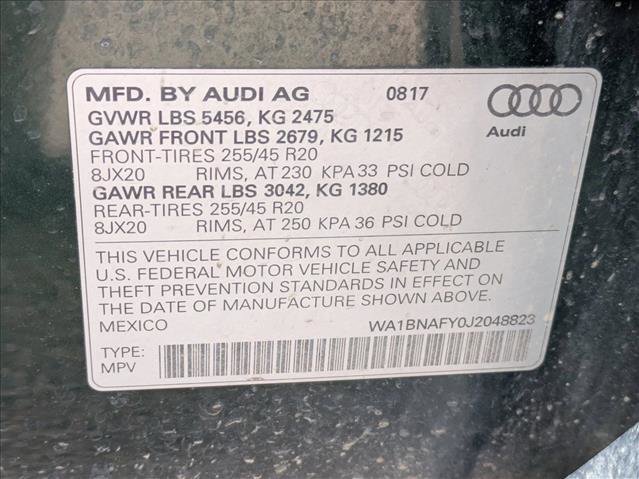 MFD. BY AUDI AG 0817
GVWR LBS 5456, KG 2475
GAWR FRONT LBS 2679, KG 1215
FRONT-TIRES 255/45 R20
8JX20 RIMS, AT 230 KPA 33 PSI COLD
GAWR REAR LBS 3042, KG 1380
REAR-TIRES 255/45 R20
8JX20 RIMS, AT 250 KPA 36 PSI COLD
Audi
THIS VEHICLE CONFORMS TO ALL APPLICABLE
U.S. FEDERAL MOTOR VEHICLE SAFETY AND
THEFT PREVENTION STANDARDS IN EFFECT ON
THE DATE OF MANUFACTURE SHOWN ABOVE.
MEXICO WA1BNAFY0J2048823
TYPE:
MPV